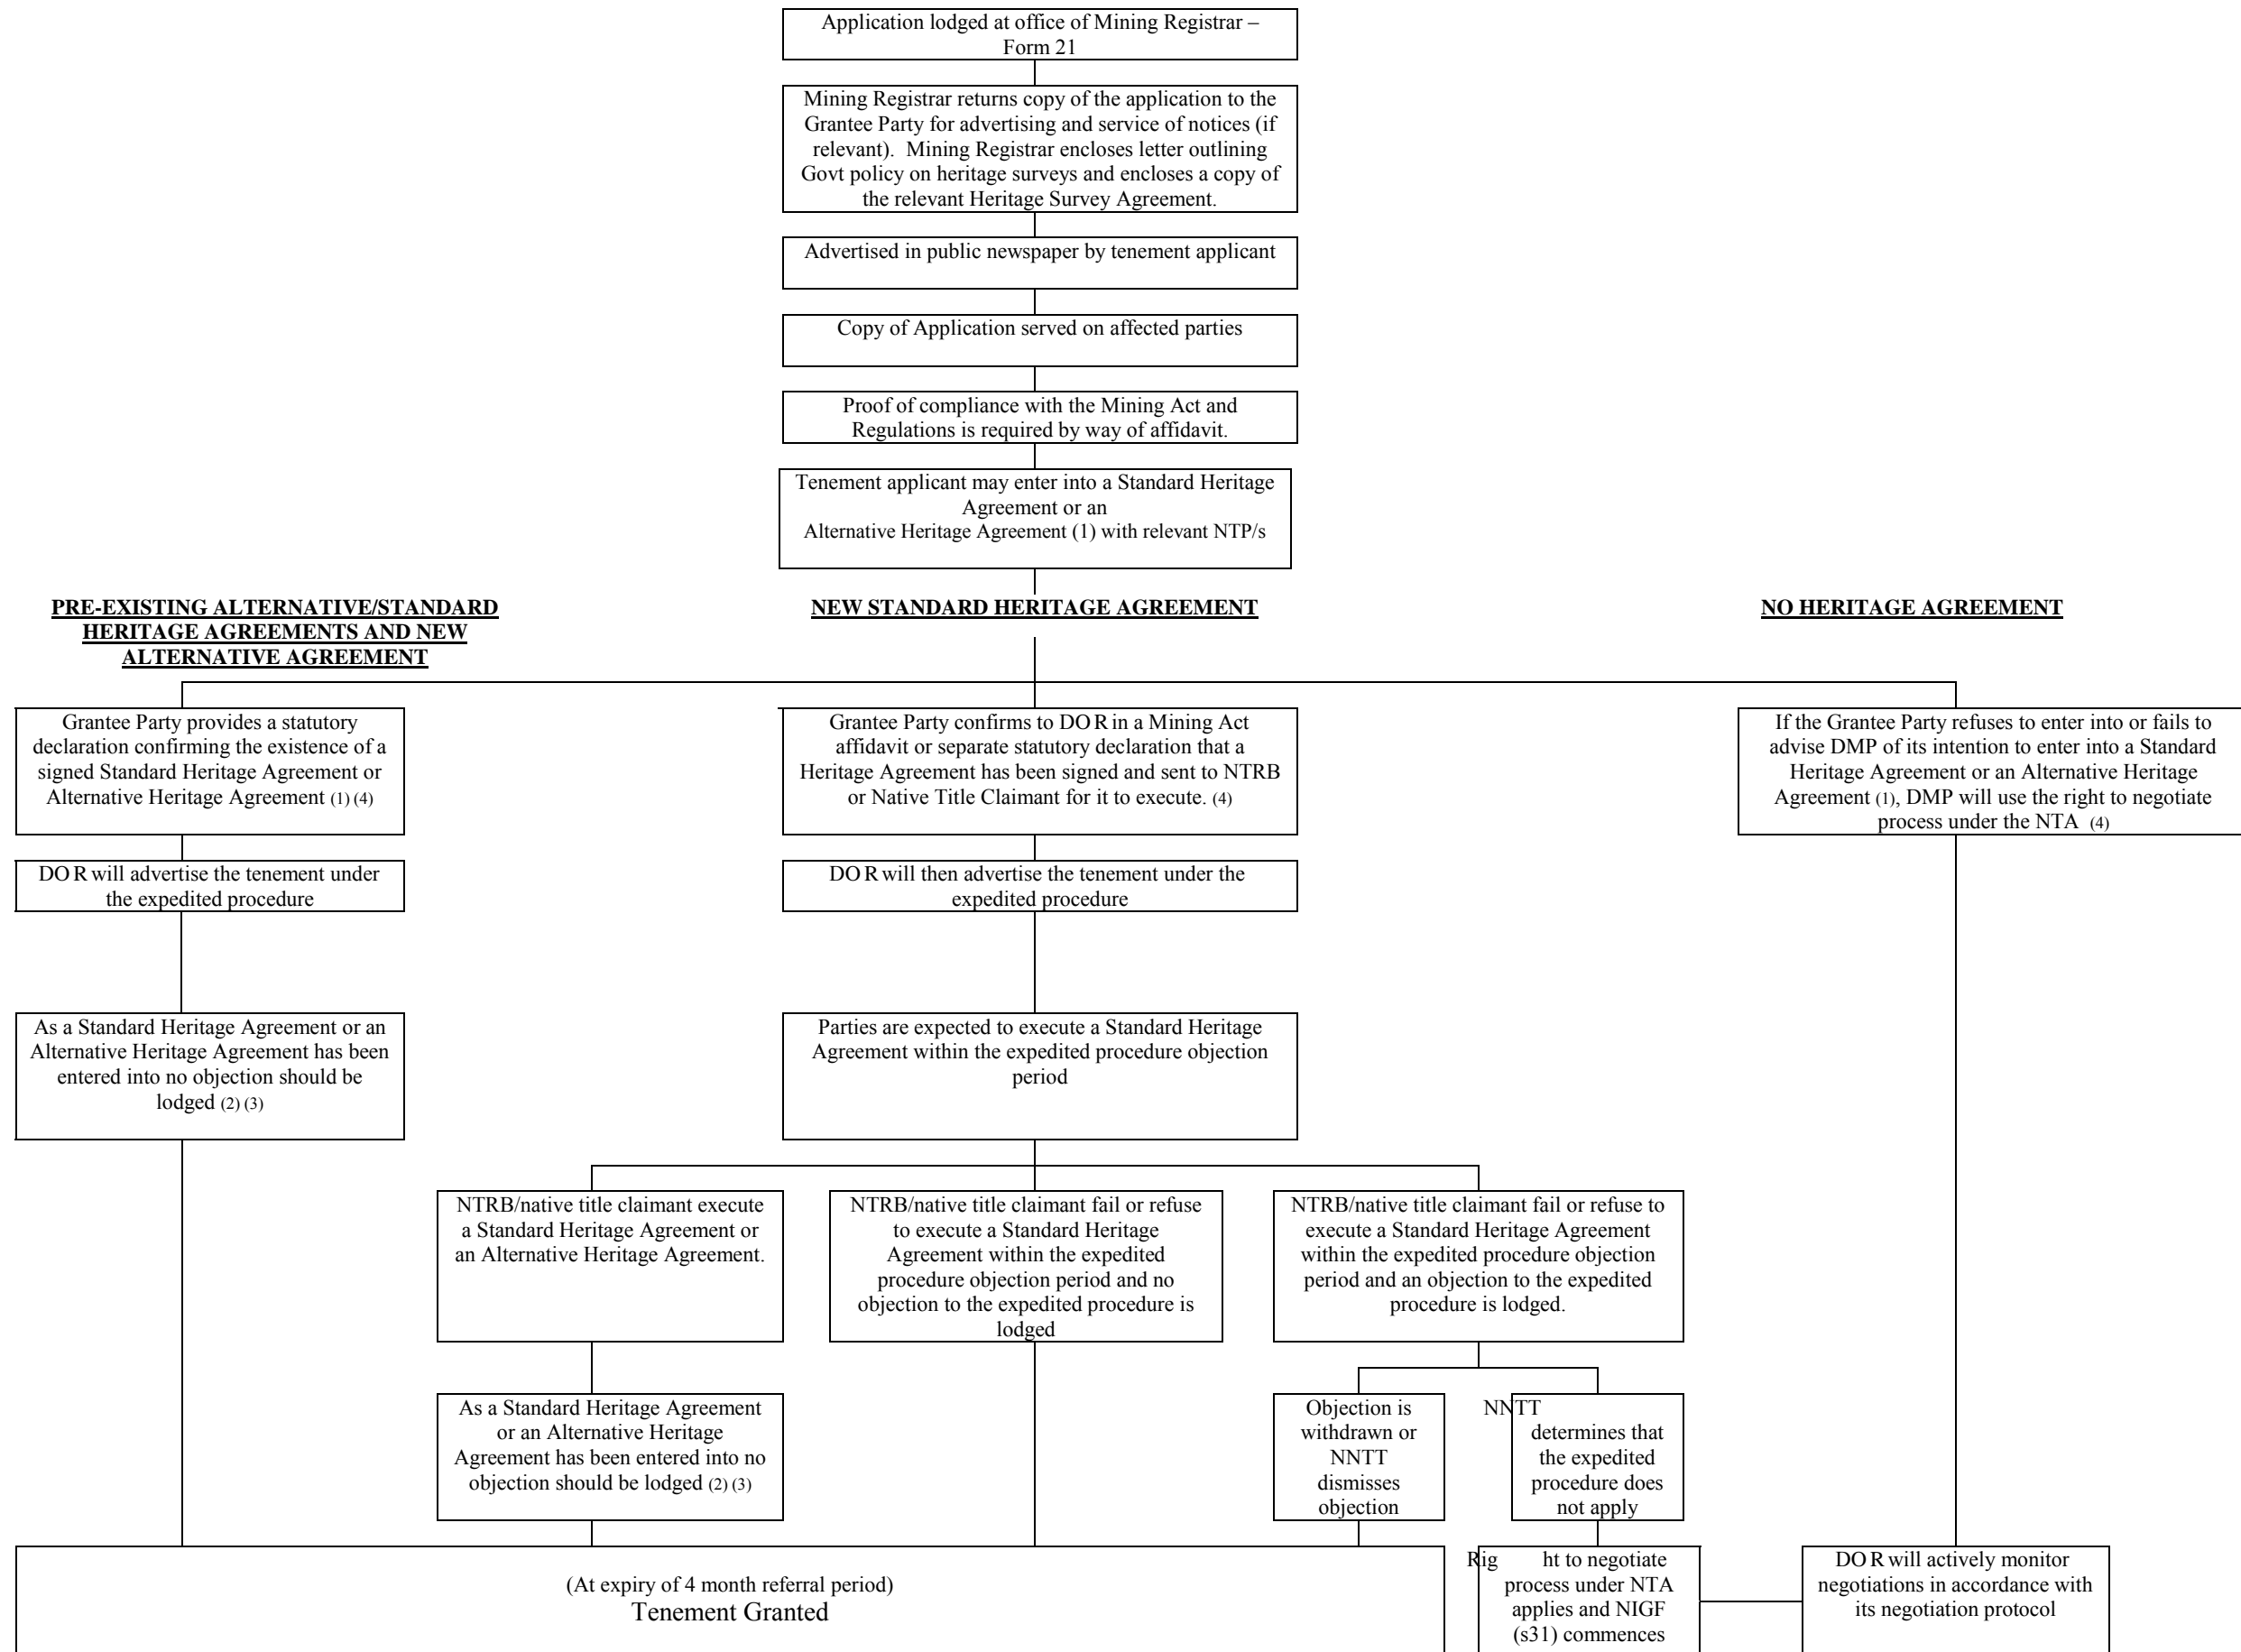 Application lodged at office of Mining Registrar –
Form 21
Mining Registrar returns copy of the application to the
Grantee Party for advertising and service of notices (if
relevant). Mining Registrar encloses letter outlining
Govt policy on heritage surveys and encloses a copy of
the relevant Heritage Survey Agreement.
Advertised in public newspaper by tenement applicant
Copy of Application served on affected parties
Proof of compliance with the Mining Act and
Regulations is required by way of affidavit.
Tenement applicant may enter into a Standard Heritage
Agreement or an
Alternative Heritage Agreement (1) with relevant NTP/s
PRE-EXISTING ALTERNATIVE/STANDARD
HERITAGE AGREEMENTS AND NEW
ALTERNATIVE AGREEMENT
NEW STANDARD HERITAGE AGREEMENT
NO HERITAGE AGREEMENT
Grantee Party provides a statutory
declaration confirming the existence of a
signed Standard Heritage Agreement or
Alternative Heritage Agreement (1) (4)
Grantee Party confirms to DOR in a Mining Act
affidavit or separate statutory declaration that a
Heritage Agreement has been signed and sent to NTRB
or Native Title Claimant for it to execute. (4)
If the Grantee Party refuses to enter into or fails to
advise DMP of its intention to enter into a Standard
Heritage Agreement or an Alternative Heritage
Agreement (1), DMP will use the right to negotiate
process under the NTA (4)
DOR will advertise the tenement under
the expedited procedure
DOR will then advertise the tenement under the
expedited procedure
As a Standard Heritage Agreement or an
Alternative Heritage Agreement has been
entered into no objection should be
lodged (2) (3)
Parties are expected to execute a Standard Heritage
Agreement within the expedited procedure objection
period
NTRB/native title claimant execute
a Standard Heritage Agreement or
an Alternative Heritage Agreement.
NTRB/native title claimant fail or refuse
to execute a Standard Heritage
Agreement within the expedited
procedure objection period and no
objection to the expedited procedure is
lodged
NTRB/native title claimant fail or refuse to
execute a Standard Heritage Agreement
within the expedited procedure objection
period and an objection to the expedited
procedure is lodged.
As a Standard Heritage Agreement
or an Alternative Heritage
Agreement has been entered into no
objection should be lodged (2) (3)
Objection is
withdrawn or
NNTT
dismisses
objection
NNTT
determines that
the expedited
procedure does
not apply
(At expiry of 4 month referral period)
Tenement Granted
Right to negotiate
process under NTA
applies and NIGF
(s31) commences
DOR will actively monitor
negotiations in accordance with
its negotiation protocol